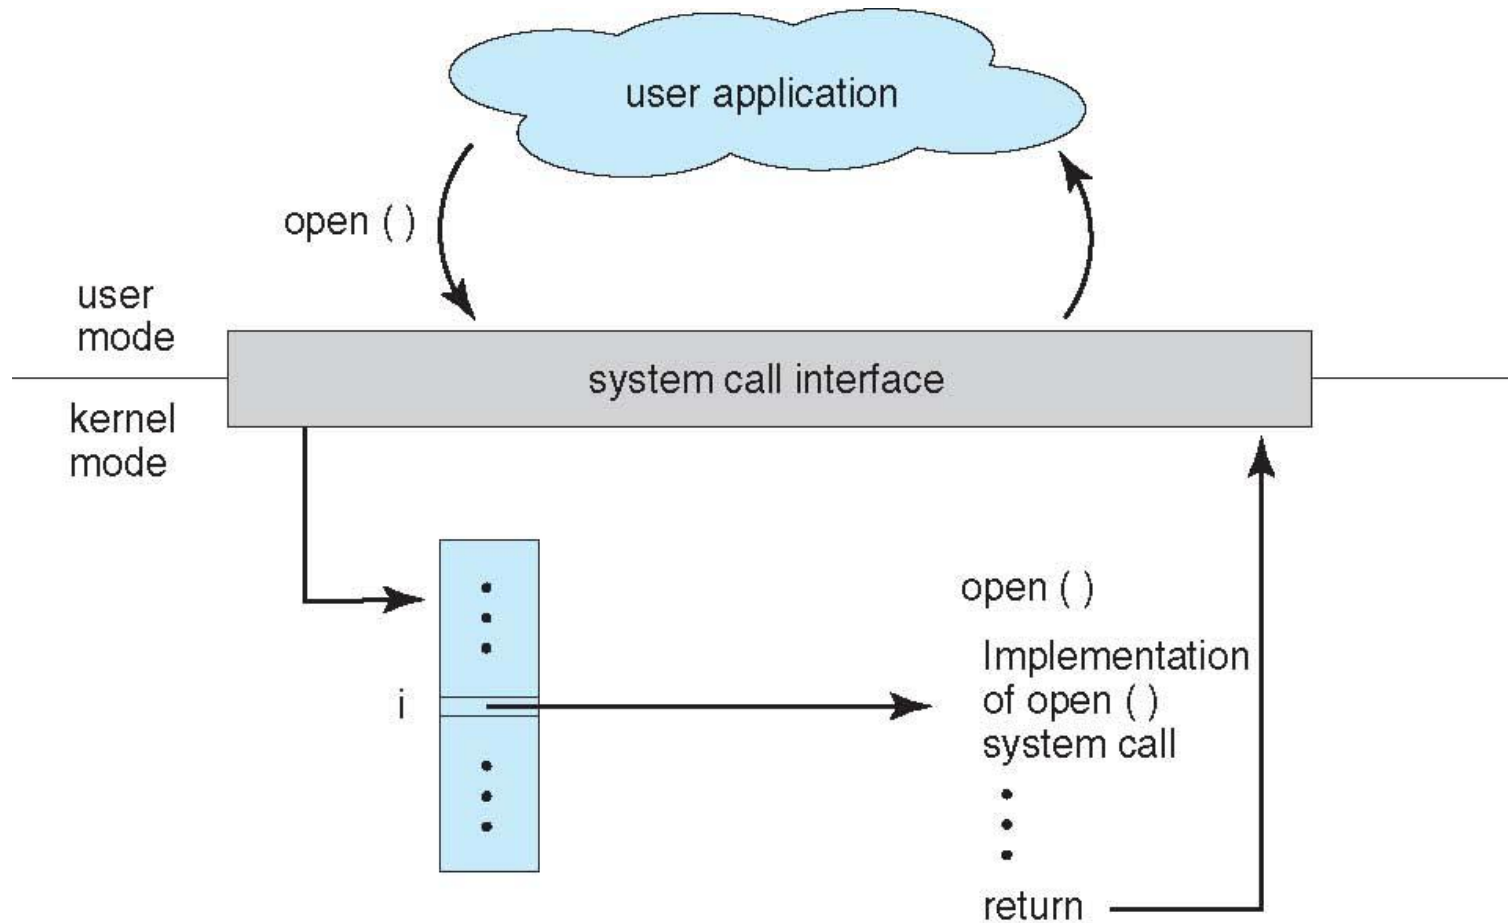 user application
open ( )
user
mode
system call interface
kernel
mode
open ( )
Implementation
i
of open ( )
system call
return